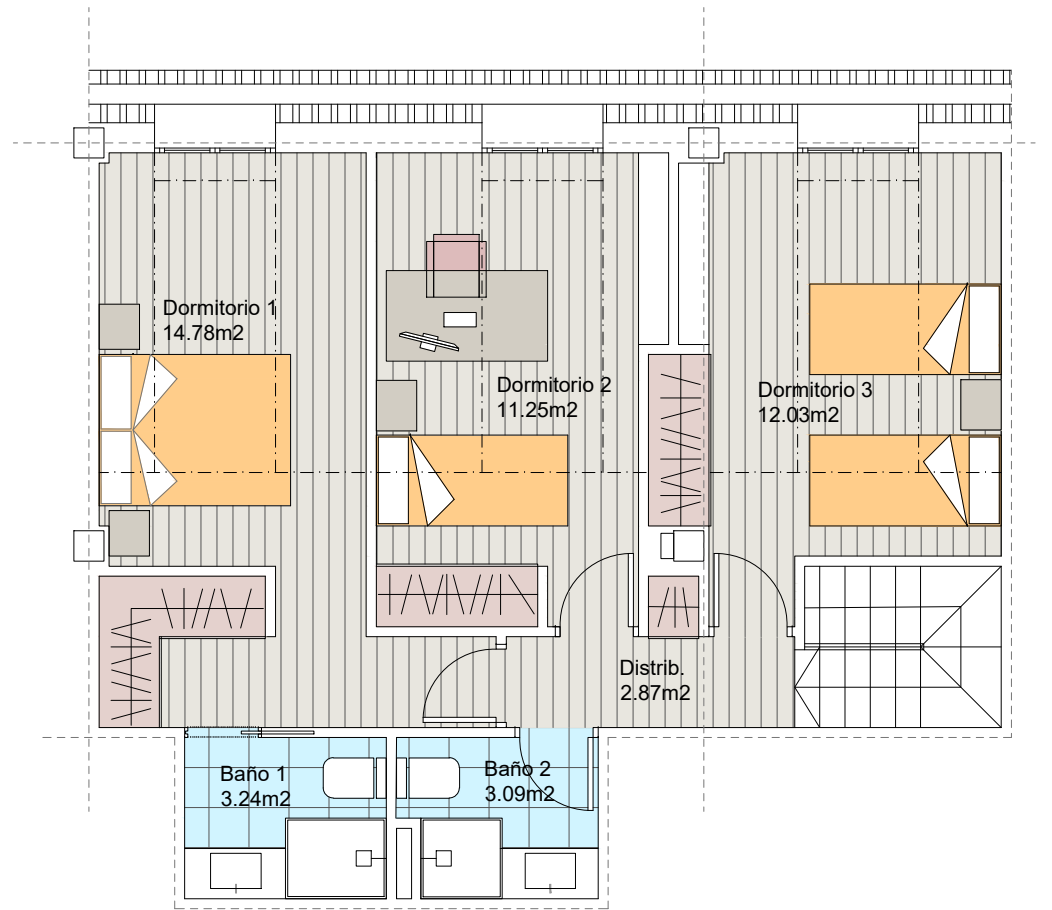 Dormitorio 1
14.78m2
Dormitorio 2
11.25m2
Dormitorio 3
12.03m2
Distrib.
2.87m2
Baño 1
3.24m2
Baño 2
3.09m2